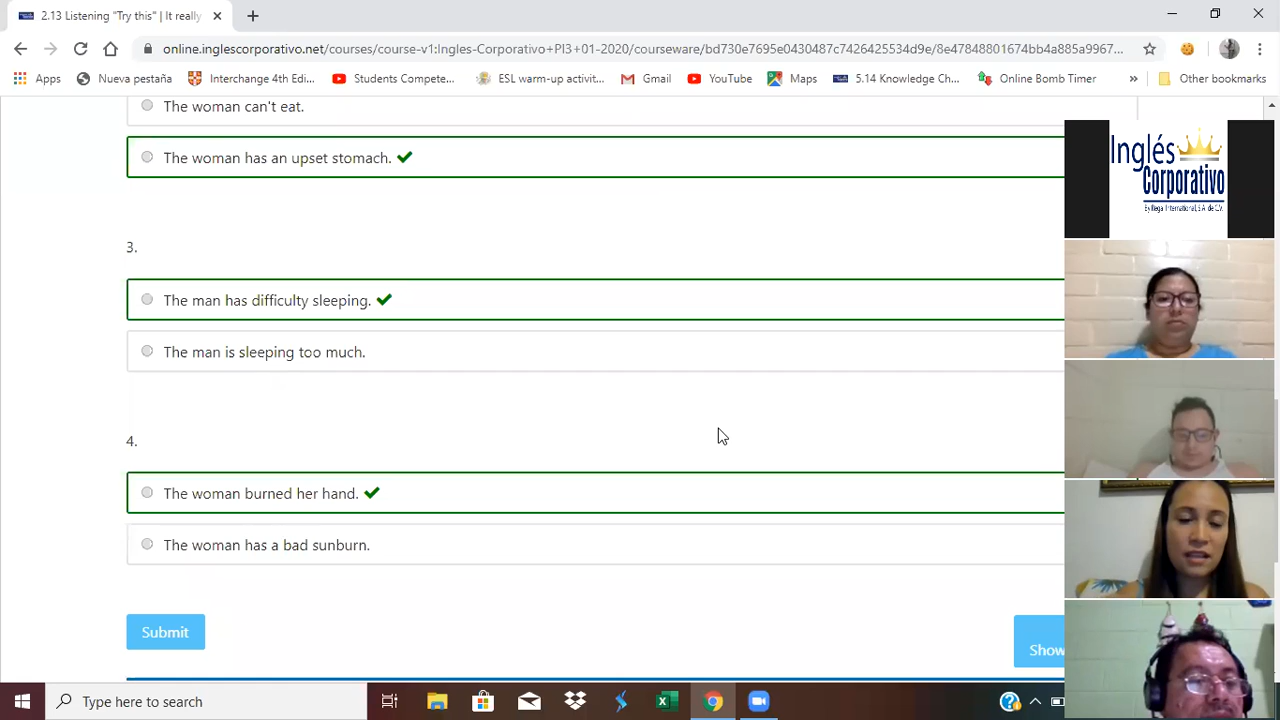 2.13 Listening "Try this" | It really
online.inglescorporativo.net/courses/course-v1:Ingles-Corporativo+PI3+01-2020/courseware/bd730e7695e0430487c7426425534d9e/8e47848801674bb4a885a9967...
Apps Nueva pestaña Interchange 4th Edi... Students Compete... ESL warm-up activit... Gmail YouTube Maps 5.14 Knowledge Ch... Online Bomb Timer » Other bookmarks
The woman can't eat.
The woman has an upset stomach.
3.
The man has difficulty sleeping.
The man is sleeping too much.
4.
The woman burned her hand.
The woman has a bad sunburn.
Submit
Show
Inglés
Corporativo
By Rega International, S.A. de C.V.
Type here to search